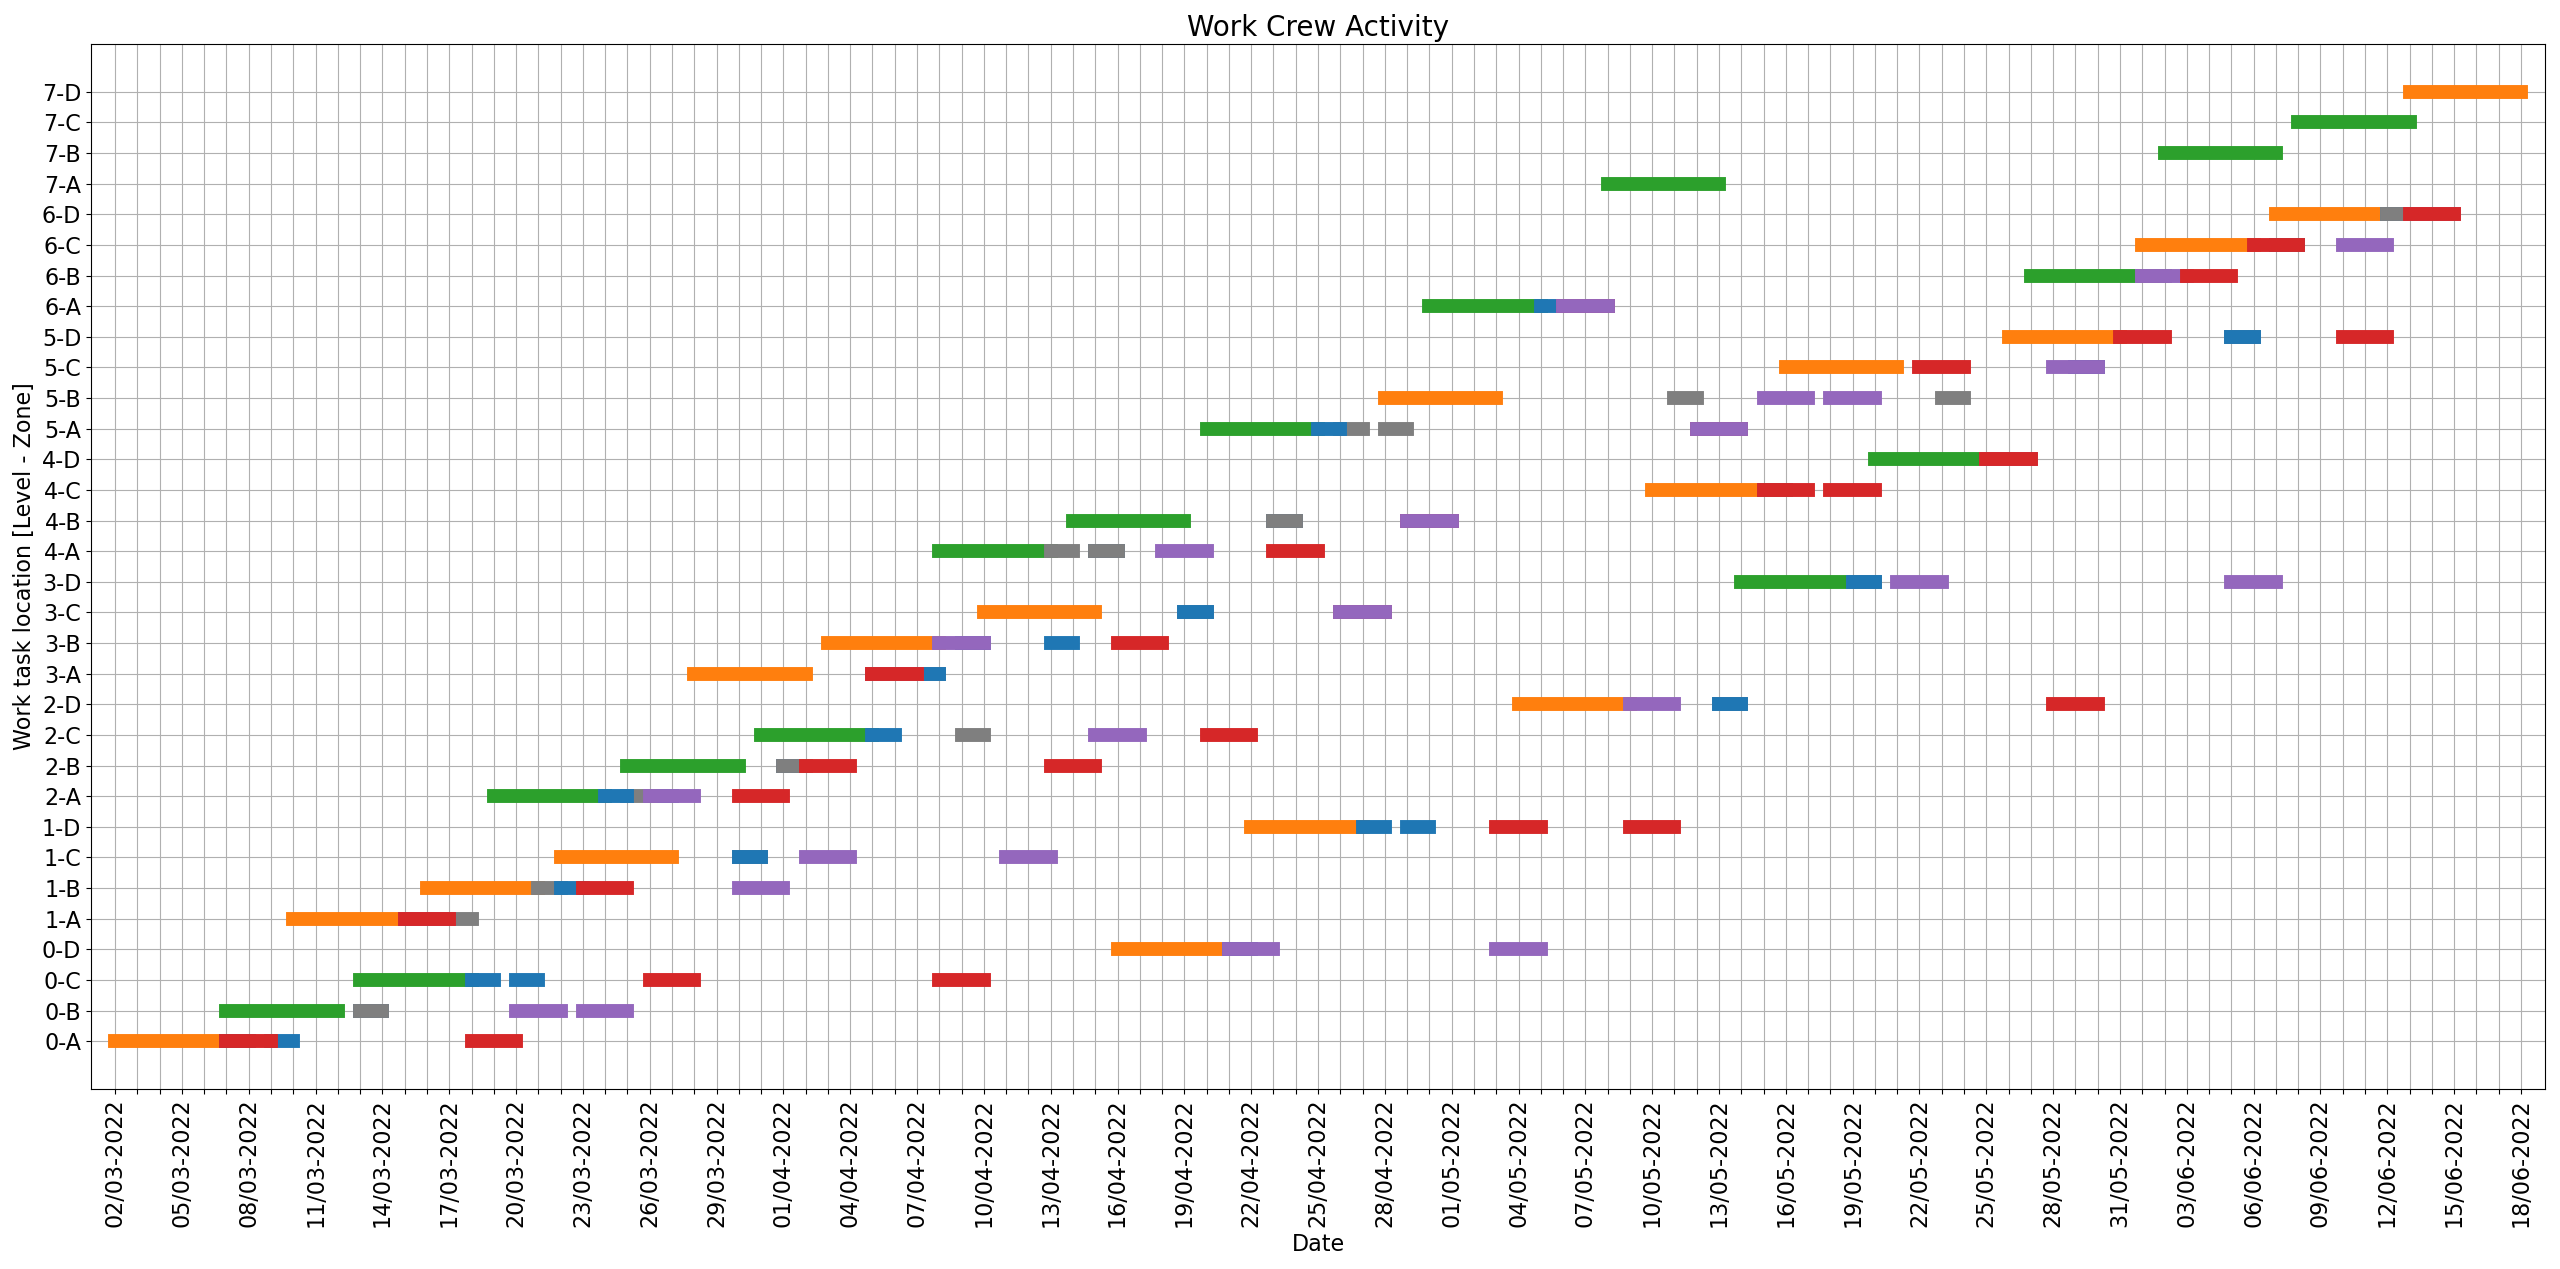 Work Crew Activity
Work task location [Level - Zone]
7-D
7-C
7-B
7-A
6-D
6-C
6-B
6-A
5-D
5-C
5-B
5-A
4-D
4-C
4-B
4-A
3-D
3-C
3-B
3-A
2-D
2-C
2-B
2-A
1-D
1-C
1-B
1-A
0-D
0-C
0-B
0-A
02/03-2022
05/03-2022
08/03-2022
11/03-2022
14/03-2022
17/03-2022
20/03-2022
23/03-2022
26/03-2022
29/03-2022
01/04-2022
04/04-2022
07/04-2022
10/04-2022
13/04-2022
16/04-2022
19/04-2022
22/04-2022
25/04-2022
28/04-2022
01/05-2022
04/05-2022
07/05-2022
10/05-2022
13/05-2022
16/05-2022
19/05-2022
22/05-2022
25/05-2022
28/05-2022
31/05-2022
03/06-2022
06/06-2022
09/06-2022
12/06-2022
15/06-2022
18/06-2022
Date